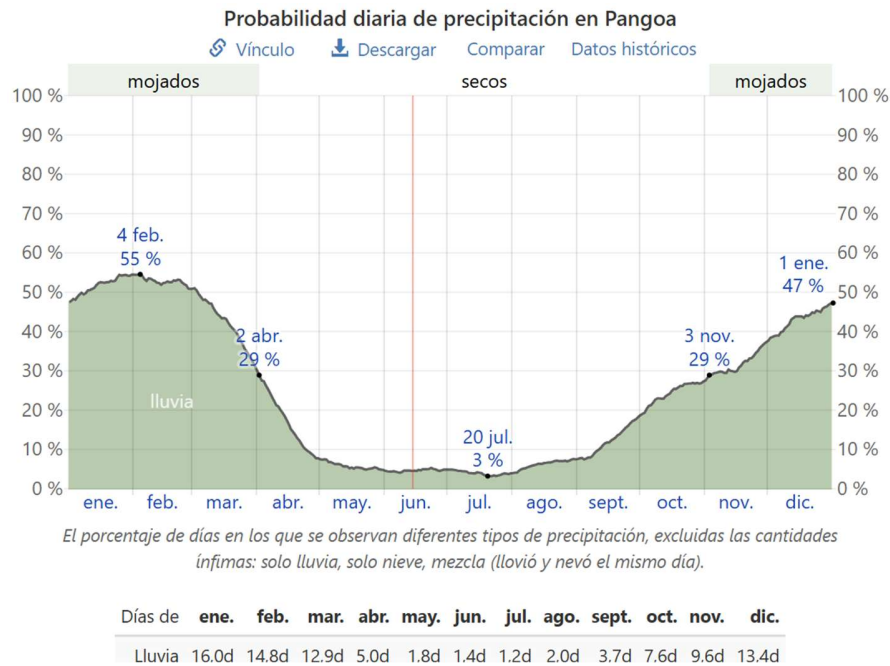 Probabilidad diaria de precipitación en Pangoa
Vínculo Descargar Comparar Datos históricos
mojados secos mojados
100 % 100 %
90 % 90 %
80 % 80 %
70 % 70 %
60 % 60 %
50 % 50 %
40 % 40 %
30 % 30 %
20 % 20 %
10 % 10 %
0 % 0 %
4 feb.
55 %
2 abr.
29 %
lluvia
20 jul.
3 %
3 nov.
29 %
1 ene.
47 %
ene. feb. mar. abr. may. jun. jul. ago. sept. oct. nov. dic.
El porcentaje de días en los que se observan diferentes tipos de precipitación, excluidas las cantidades
ínfimas: solo lluvia, solo nieve, mezcla (llovió y nevó el mismo día).
Días de ene. feb. mar. abr. may. jun. jul. ago. sept. oct. nov. dic.
Lluvia 16.0d 14.8d 12.9d 5.0d 1.8d 1.4d 1.2d 2.0d 3.7d 7.6d 9.6d 13.4d